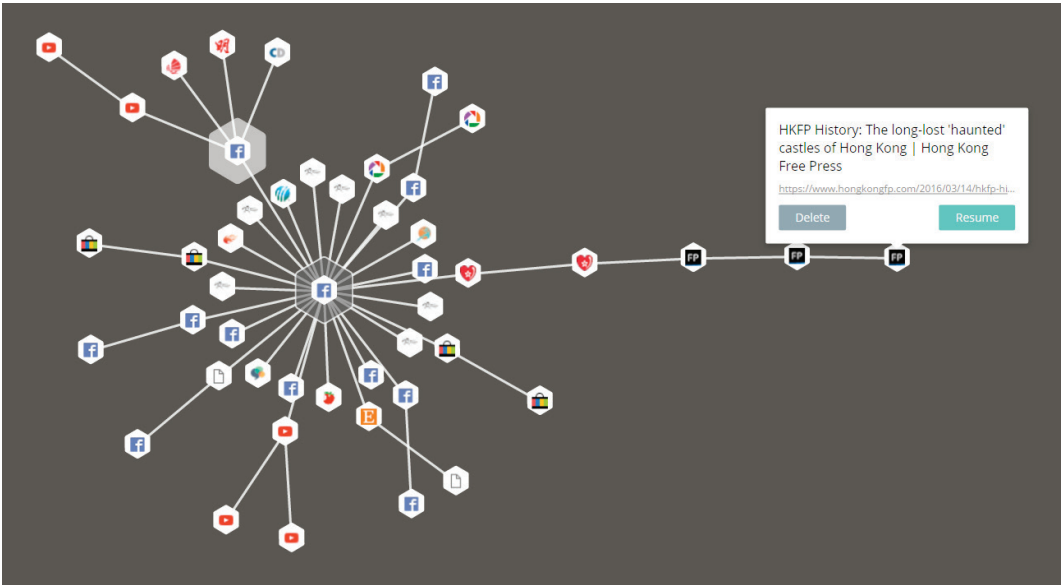 CD
HKFP History: The long-lost 'haunted'
castles of Hong Kong | Hong Kong
Free Press
https://www.hongkongfp.com/2016/03/14/hkfp-hi...
Delete
Resume
FP
FP
FP
E